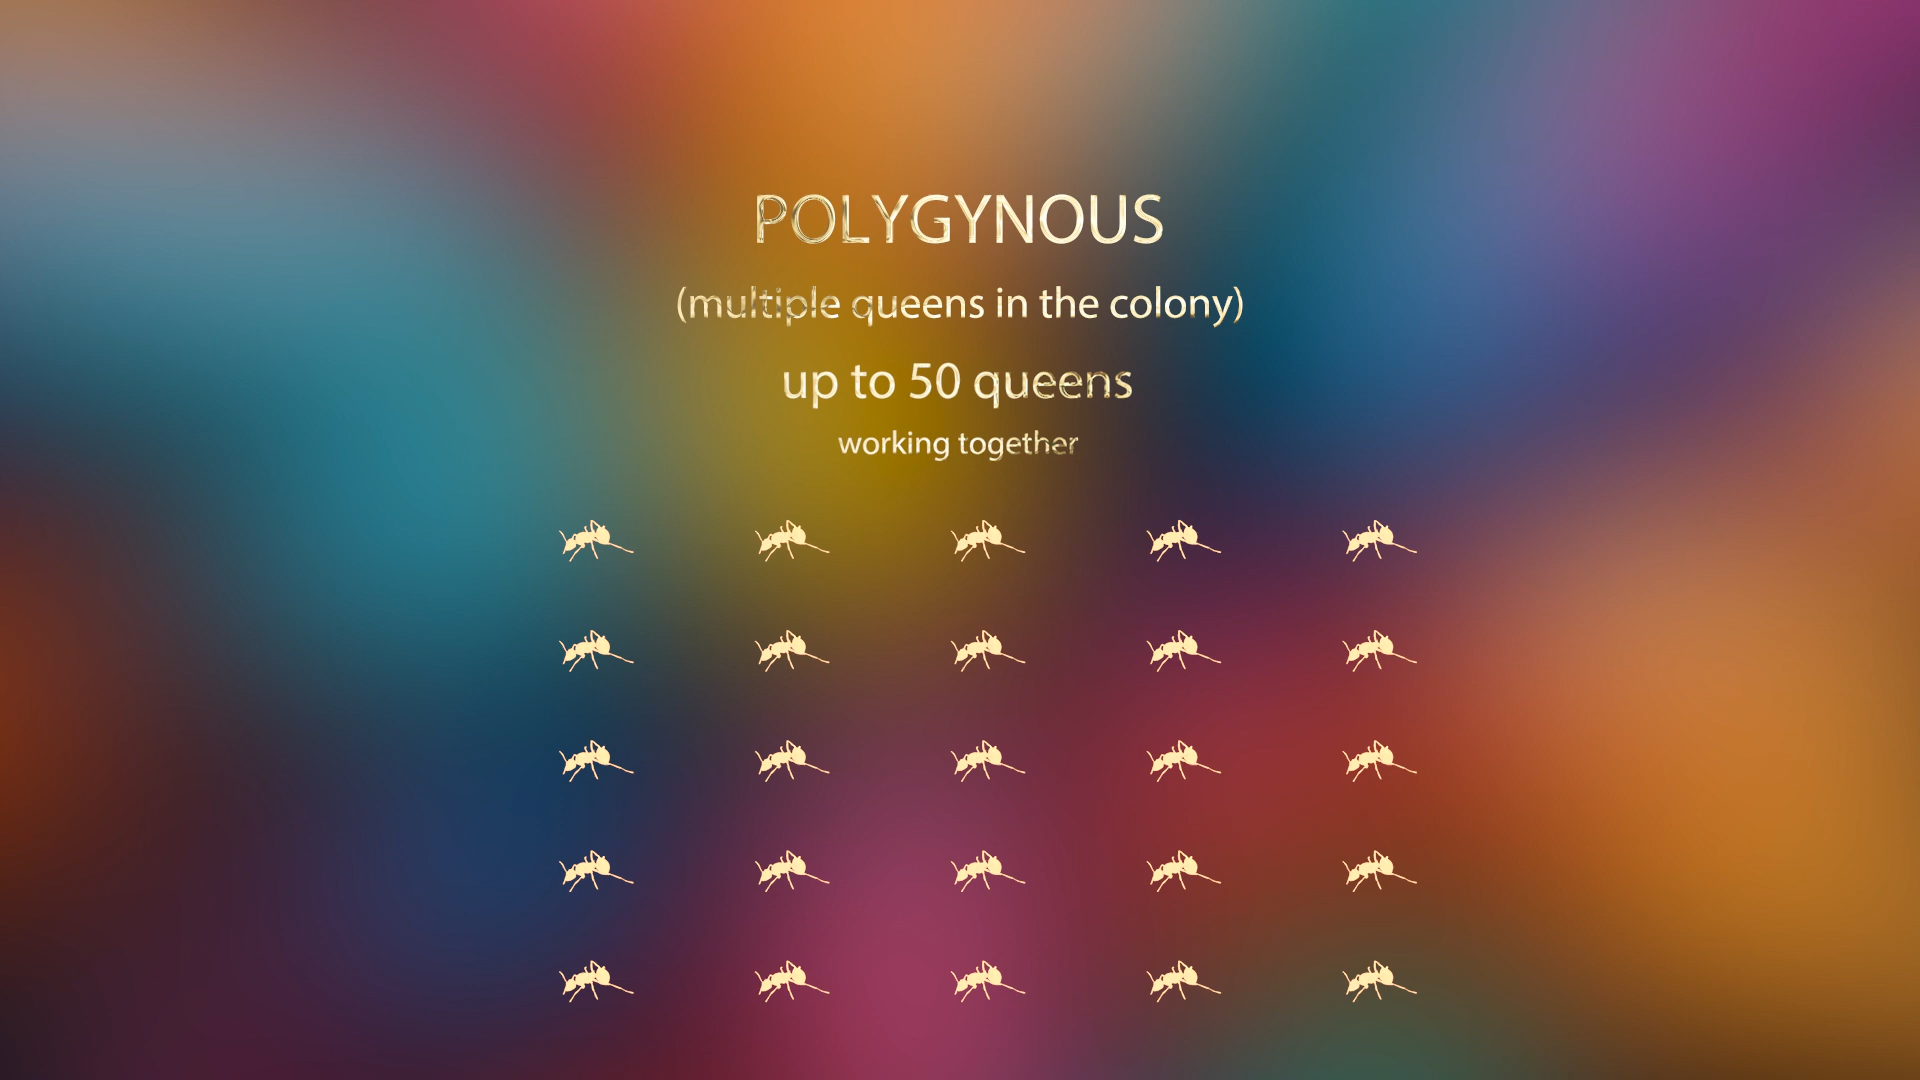 POLYGYNOUS
(multiple queens in the colony)
up to 50 queens
working together